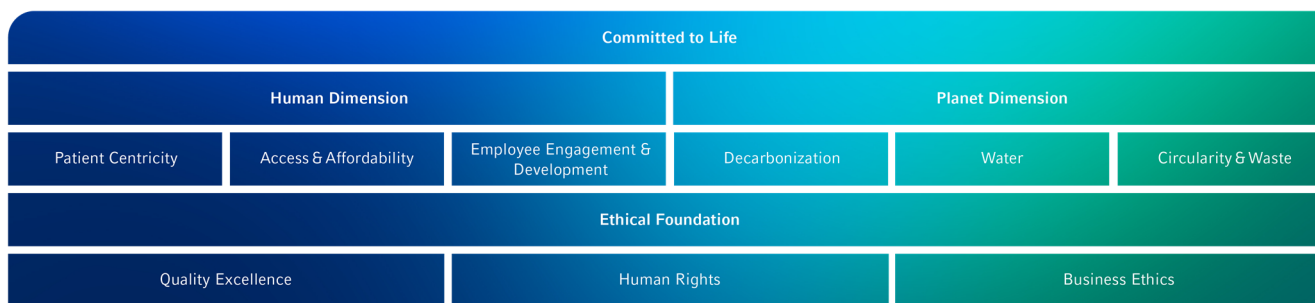 Committed to Life
Human Dimension
Planet Dimension
Patient Centricity
Access & Affordability
Employee Engagement &
Development
Decarbonization
Water
Circularity & Waste
Ethical Foundation
Quality Excellence
Human Rights
Business Ethics